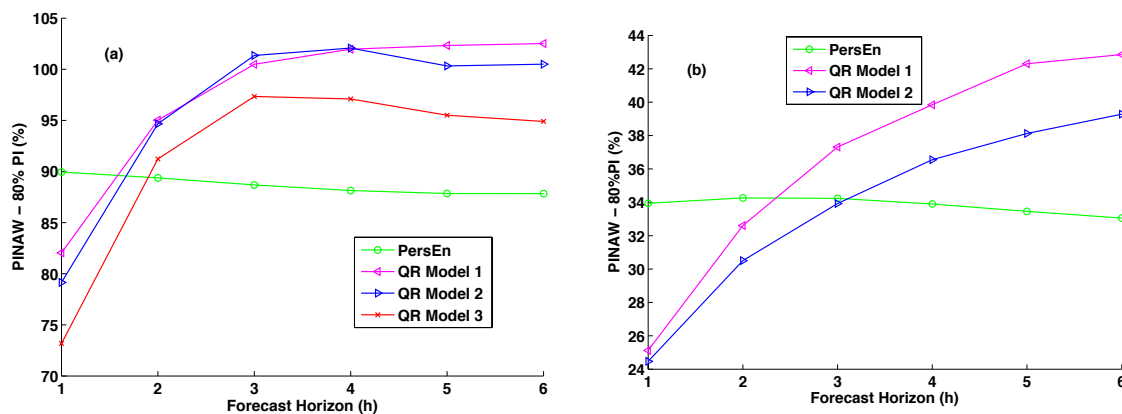 (a)
PINAW – 80% PI (%)
105
100
95
90
85
80
75
70
1 2 3 4 5 6
Forecast Horizon (h)
PersEn
QR Model 1
QR Model 2
QR Model 3
(b)
PINAW – 80%PI (%)
44
42
40
38
36
34
32
30
28
26
24
1 2 3 4 5 6
Forecast Horizon (h)
PersEn
QR Model 1
QR Model 2